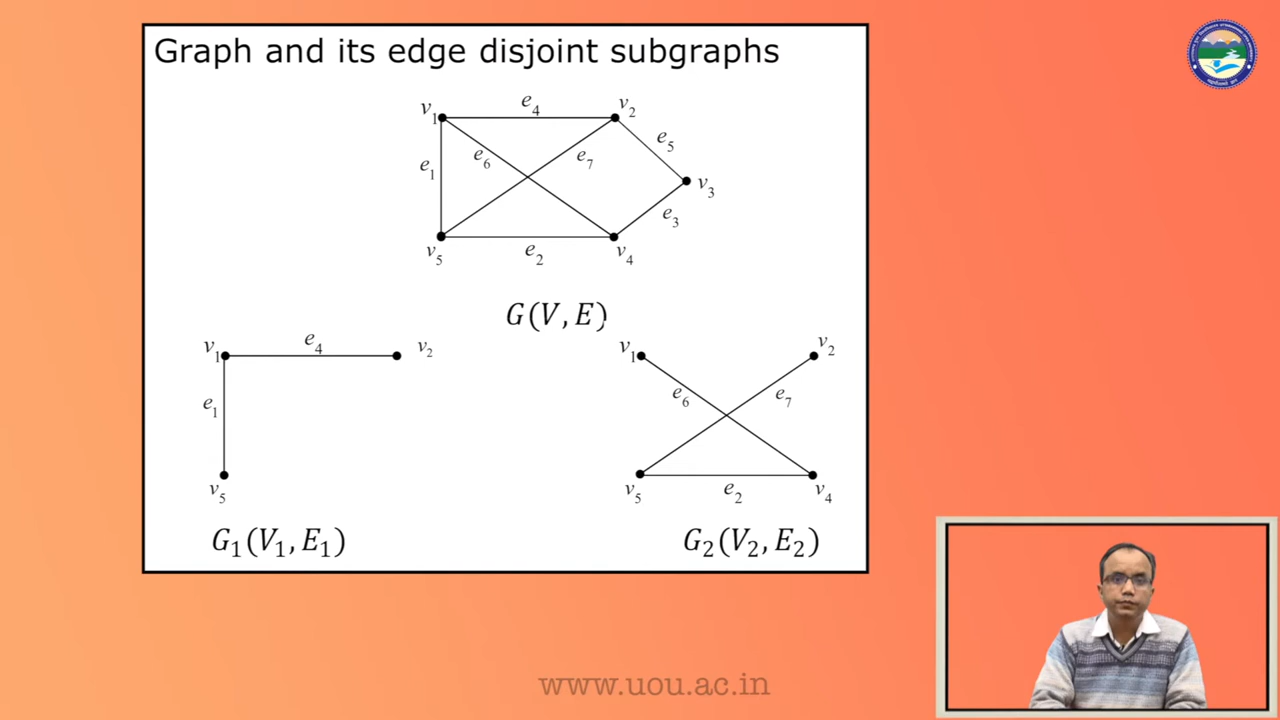 Graph and its edge disjoint subgraphs
v₁ e₄ v₂
e₆ e₇ e₅
e₁ v₃
e₃
v₅ e₂ v₄
G(V, E)
v₁ e₄ v₂
e₁
v₅
G₁(V₁, E₁)
v₁ v₂
e₆ e₇
v₅ e₂ v₄
G₂(V₂, E₂)
www.uou.ac.in